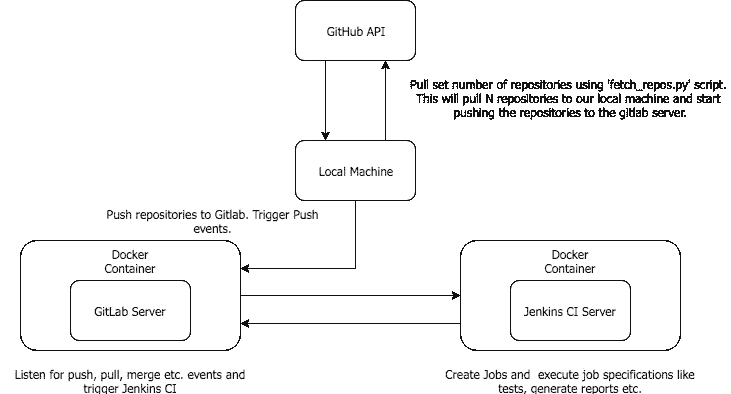 GitHub API
Pull set number of repositories using 'fetch_repos.py' script.
This will pull N repositories to our local machine and start
pushing the repositories to the gitlab server.
Local Machine
Push repositories to Gitlab. Trigger Push
events.
Docker
Container
GitLab Server
Docker
Container
Jenkins CI Server
Listen for push, pull, merge etc. events and
trigger Jenkins CI
Create Jobs and execute job specifications like
tests, generate reports etc.